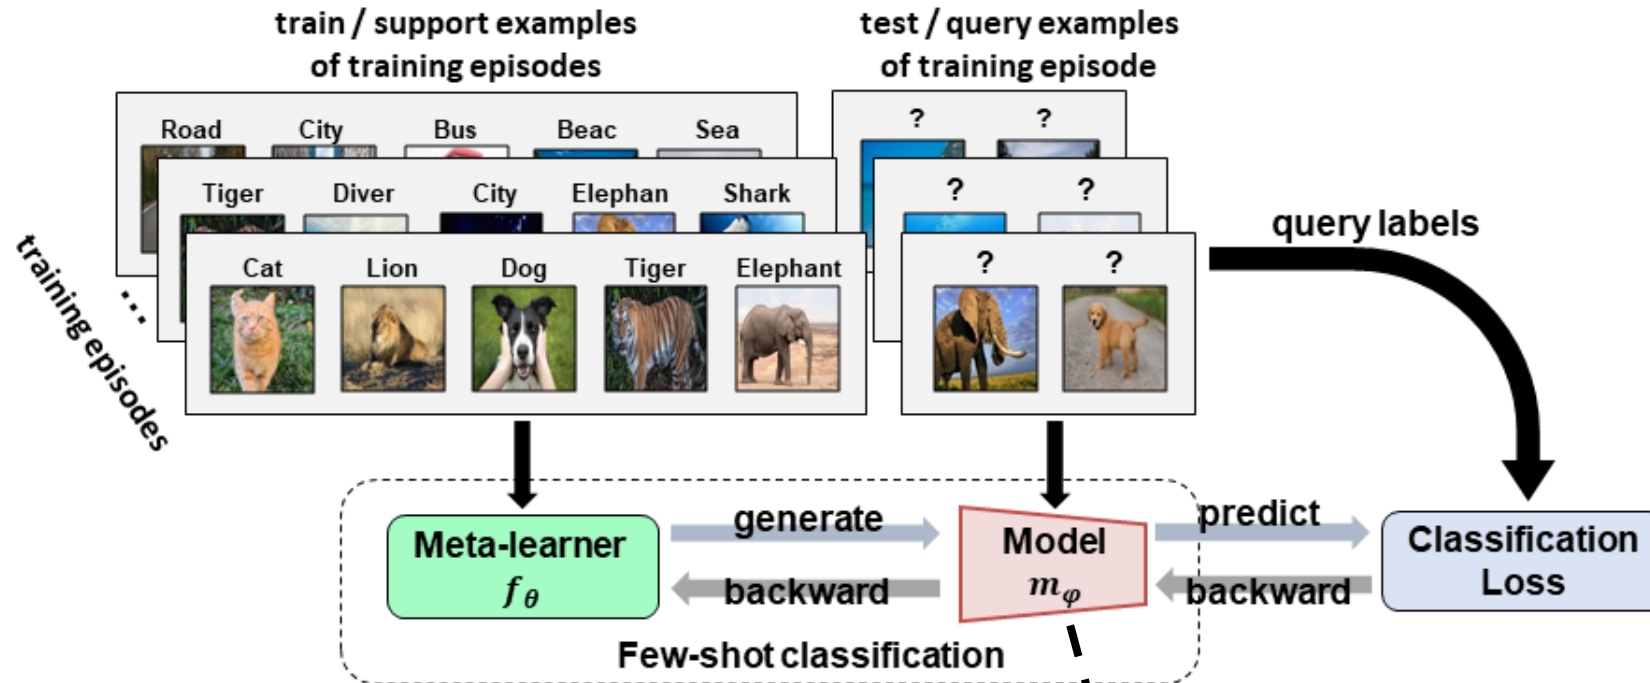 train / support examples
of training episodes
test / query examples
of training episode
Road City Bus Beac Sea
? ?
Tiger Diver City Elephan Shark
? ?
Cat Lion Dog Tiger Elephant
? ?
...
training episodes
query labels
Meta-learner
fθ
generate
backward
Model
mφ
predict
backward
Classification
Loss
Few-shot classification